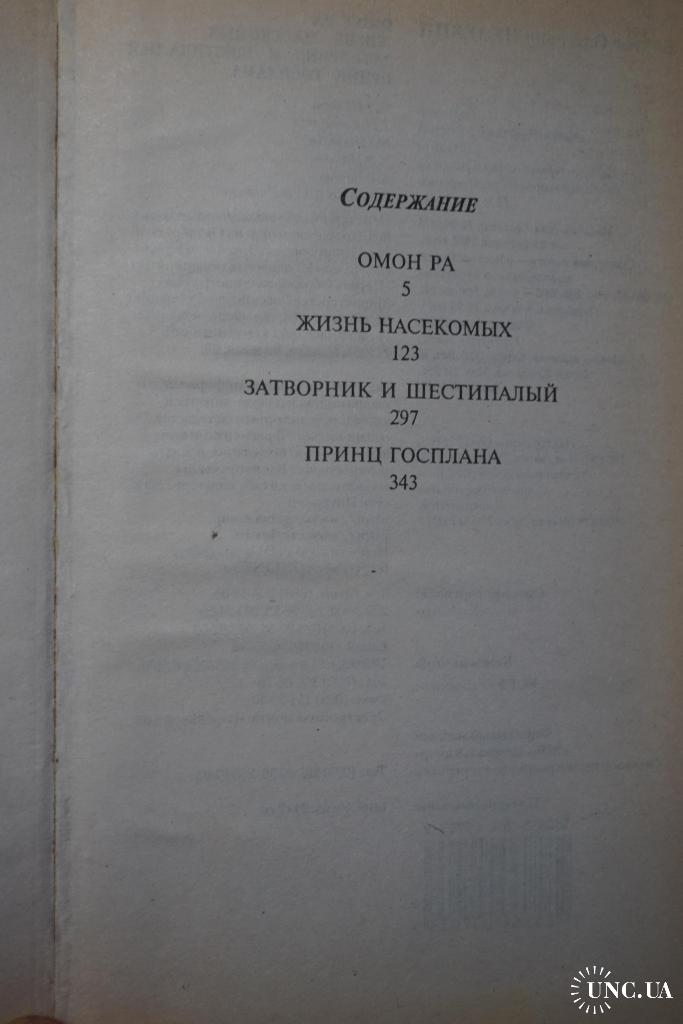 СОДЕРЖАНИЕ
ОМОН РА
5
ЖИЗНЬ НАСЕКОМЫХ
123
ЗАТВОРНИК И ШЕСТИПАЛЫЙ
297
ПРИНЦ ГОСПЛАНА
343
UNC.UA